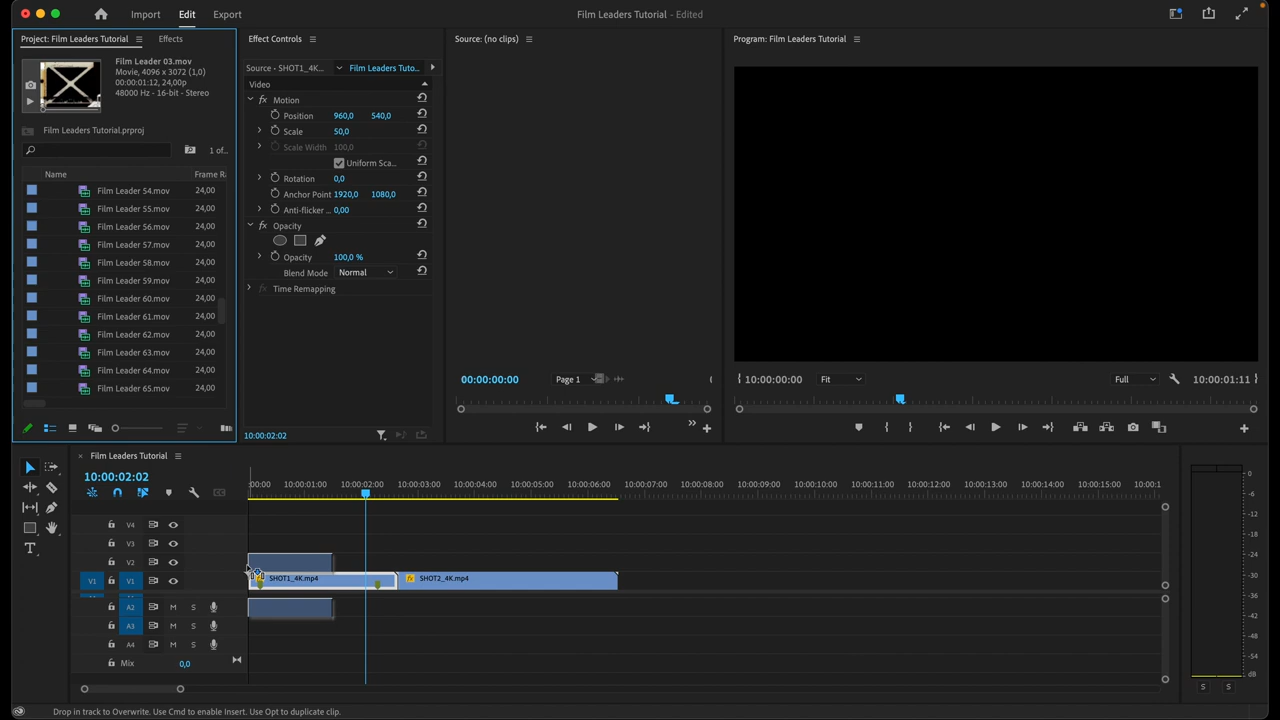 Import Edit Export Film Leaders Tutorial - Edited
Project: Film Leaders Tutorial Effects
Film Leader 03.mov
Movie, 4096 x 3072 (1,0)
00:00:01:12, 24,00p
48000 Hz - 16-bit - Stereo
Film Leaders Tutorial.prproj
1 of...
Name Frame R
Film Leader 54.mov 24,00
Film Leader 55.mov 24,00
Film Leader 56.mov 24,00
Film Leader 57.mov 24,00
Film Leader 58.mov 24,00
Film Leader 59.mov 24,00
Film Leader 60.mov 24,00
Film Leader 61.mov 24,00
Film Leader 62.mov 24,00
Film Leader 63.mov 24,00
Film Leader 64.mov 24,00
Film Leader 65.mov 24,00
Effect Controls
Source - SHOT1_4K... Film Leaders Tuto...
Video
fx Motion
Position 960,0 540,0
Scale 50,0
Scale Width 100,0
Uniform Sca...
Rotation 0,0
Anchor Point 1920,0 1080,0
Anti-flicker ... 0,00
fx Opacity
Opacity 100,0 %
Blend Mode Normal
fx Time Remapping
10:00:02:02
Source: (no clips)
00:00:00:00 Page 1
Program: Film Leaders Tutorial
10:00:00:00 Fit Full 10:00:01:11
Film Leaders Tutorial
10:00:02:02
:00:00 10:00:01:00 10:00:02:00 10:00:03:00 10:00:04:00 10:00:05:00 10:00:06:00 10:00:07:00 10:00:08:00 10:00:09:00 10:00:10:00 10:00:11:00 10:00:12:00 10:00:13:00 10:00:14:00 10:00:15:00 10:00:1
V4
V3
V2
V1 V1 SHOT1_4K.mp4 fx SHOT2_4K.mp4
A2 M S
A3 M S
A4 M S
Mix 0,0
0
-6
-12
-18
-24
-30
-36
-42
-48
-54
dB
S S
Drop in track to Overwrite. Use Cmd to enable Insert. Use Opt to duplicate clip.